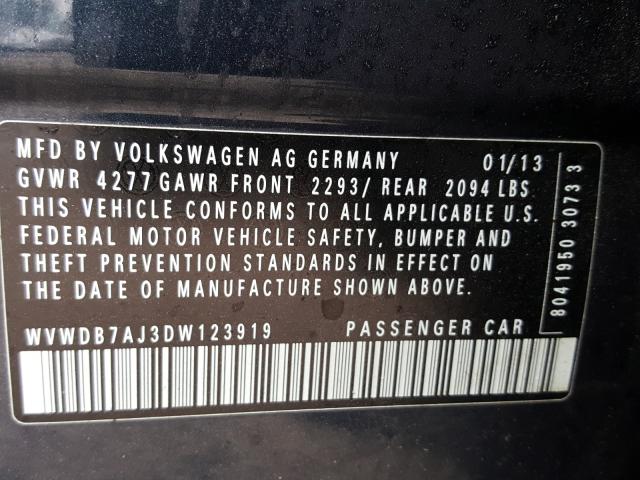 MFD BY VOLKSWAGEN AG GERMANY 01/13
GVWR 4277 GAWR FRONT 2293/ REAR 2094 LBS
THIS VEHICLE CONFORMS TO ALL APPLICABLE U.S.
FEDERAL MOTOR VEHICLE SAFETY, BUMPER AND
THEFT PREVENTION STANDARDS IN EFFECT ON
THE DATE OF MANUFACTURE SHOWN ABOVE.
WVWDB7AJ3DW123919 PASSENGER CAR
8041950 3073 3